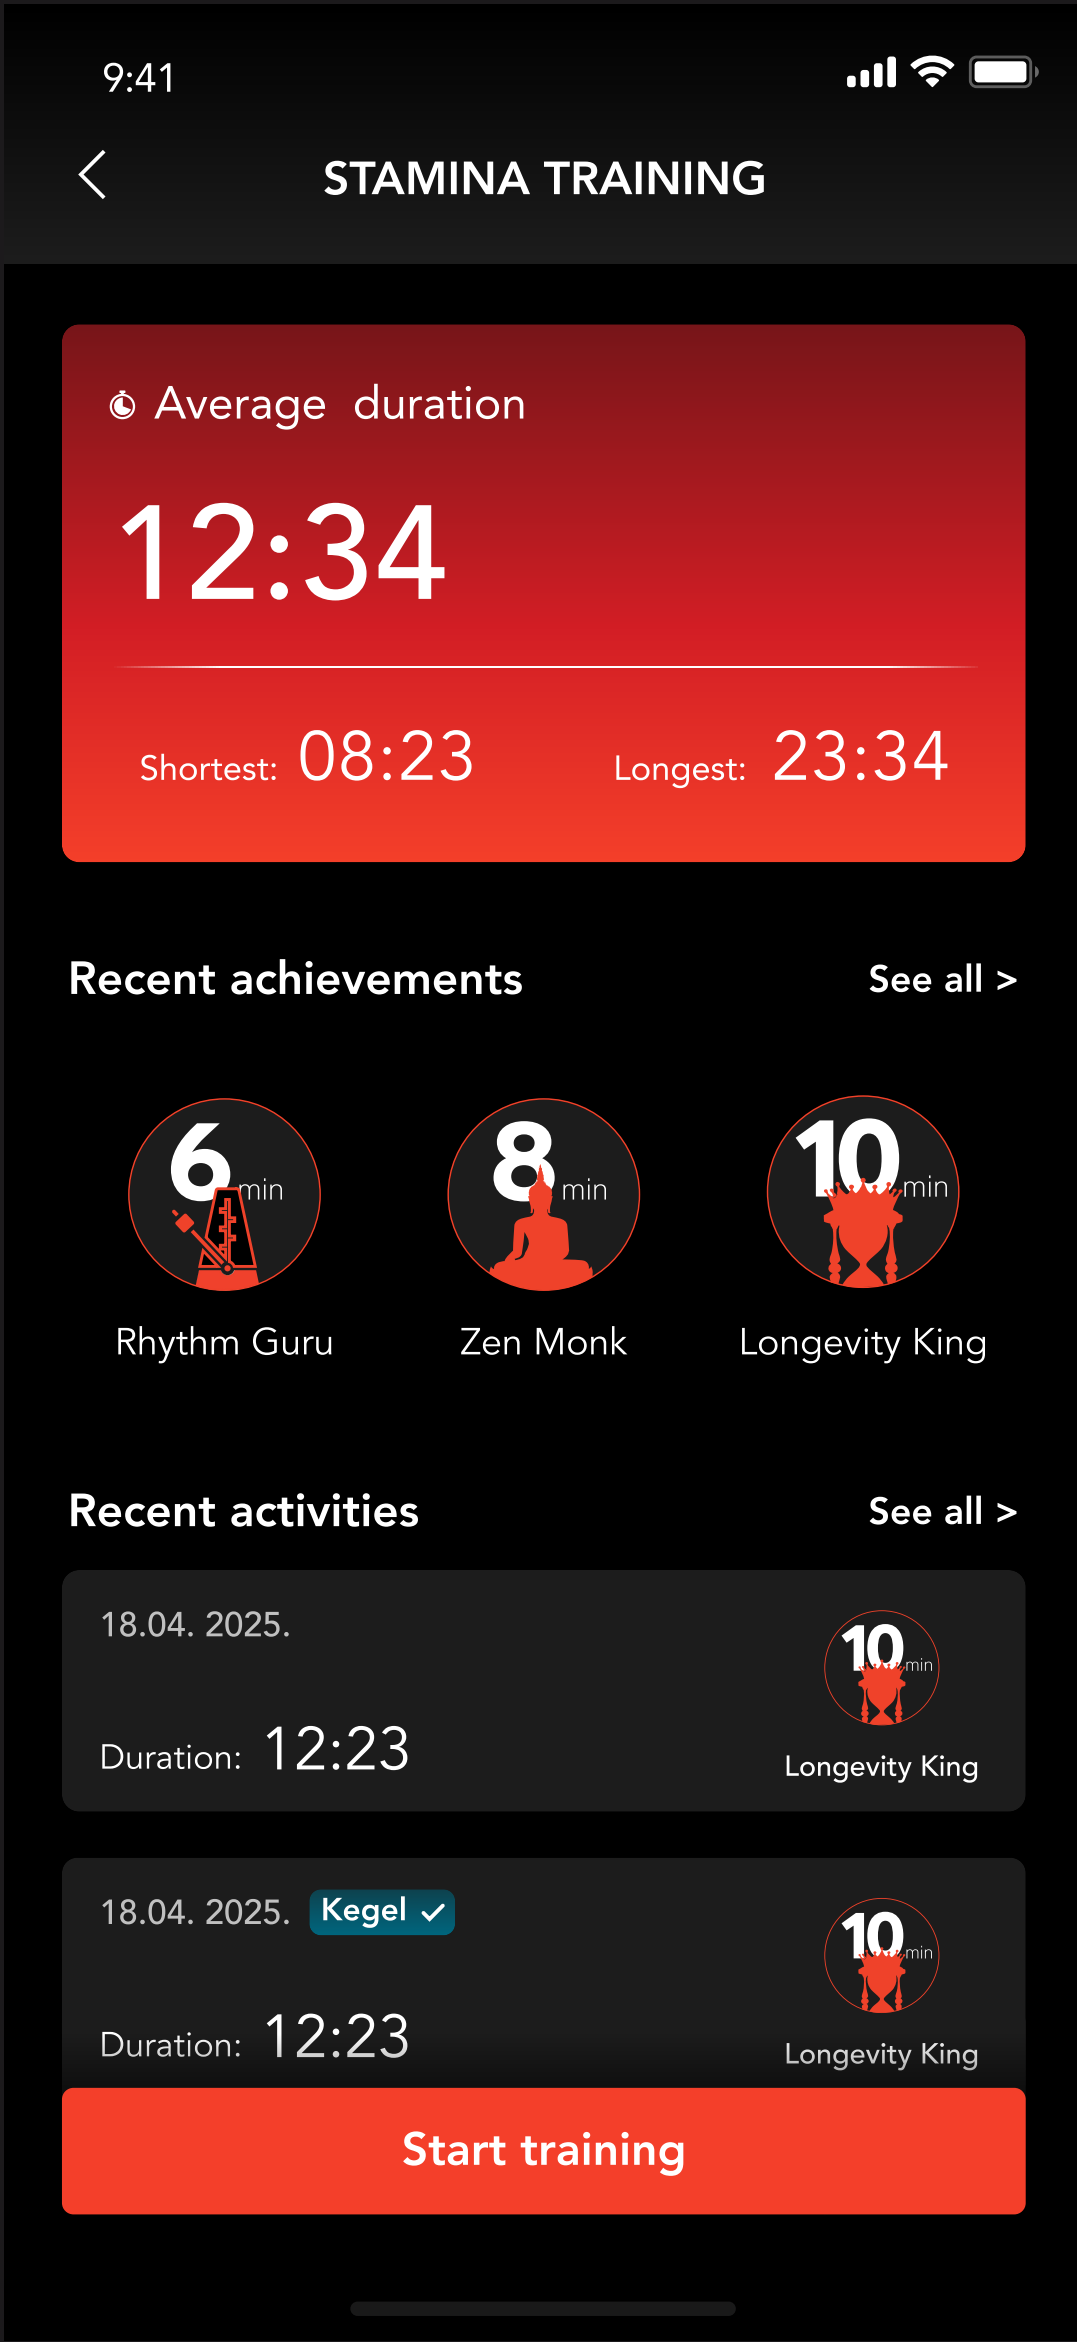 9:41
STAMINA TRAINING
Average duration
12:34
Shortest: 08:23 Longest: 23:34
Recent achievements See all >
6 min 8 min 10 min
Rhythm Guru Zen Monk Longevity King
Recent activities See all >
18.04. 2025.
10 min
Duration: 12:23
Longevity King
18.04. 2025. Kegel
10 min
Duration: 12:23
Longevity King
Start training